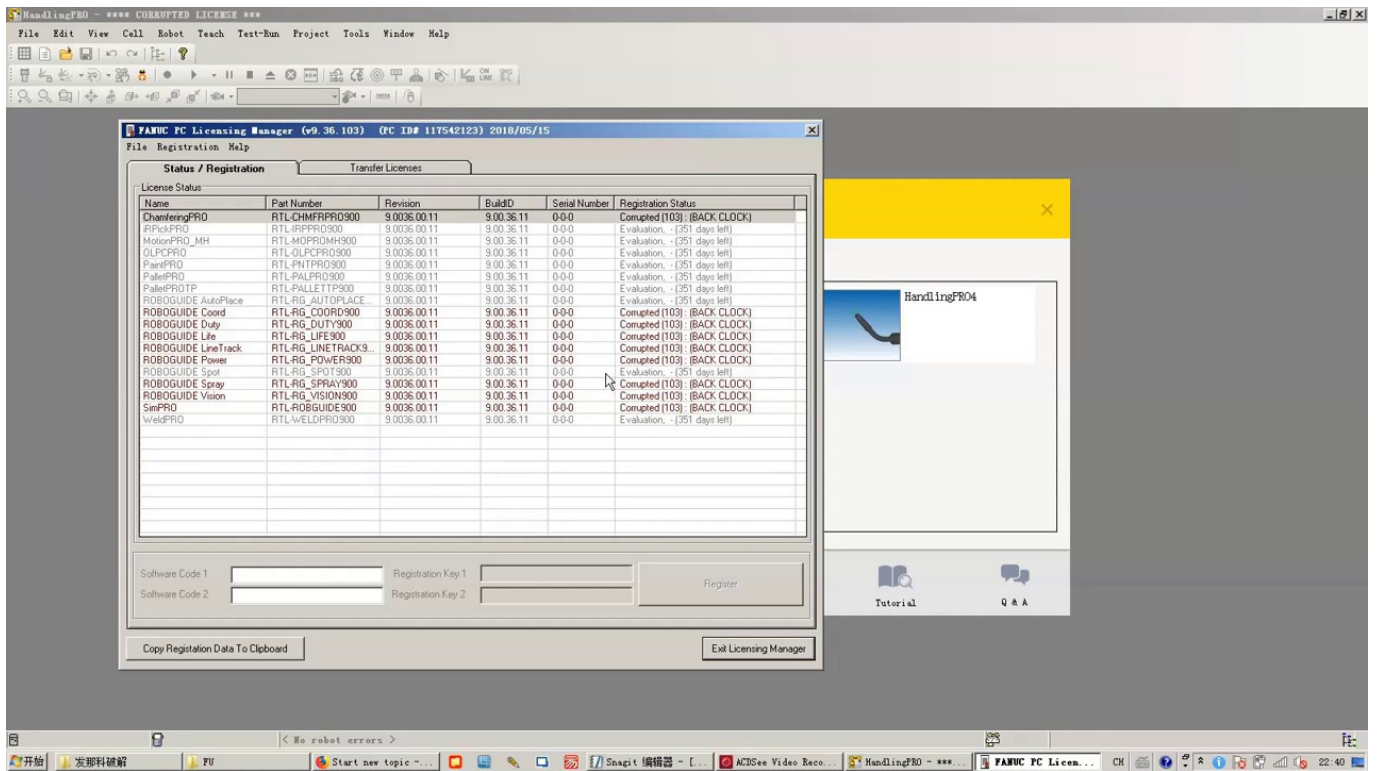 HandlingPRO - **** CORRUPTED LICENSE ***
File Edit View Cell Robot Teach Test-Run Project Tools Window Help
ON LINE
FANUC PC Licensing Manager (v9.36.103) (PC ID# 117542123) 2018/05/15
File Registration Help
Status / Registration Transfer Licenses
License Status
Name Part Number Revision BuildID Serial Number Registration Status
ChamferingPRO RTL-CHMFRPRO900 9.0036.00.11 9.00.36.11 0-0-0 Corrupted (103) : (BACK CLOCK)
iRPickPRO RTL-IRPPRO900 9.0036.00.11 9.00.36.11 0-0-0 Evaluation, - (351 days left)
MotionPRO_MH RTL-MOPROMH900 9.0036.00.11 9.00.36.11 0-0-0 Evaluation, - (351 days left)
OLPCPRO RTL-OLPCPRO900 9.0036.00.11 9.00.36.11 0-0-0 Evaluation, - (351 days left)
PaintPRO RTL-PNTPRO900 9.0036.00.11 9.00.36.11 0-0-0 Evaluation, - (351 days left)
PalletPRO RTL-PALPRO900 9.0036.00.11 9.00.36.11 0-0-0 Evaluation, - (351 days left)
PalletPROTP RTL-PALLETTP900 9.0036.00.11 9.00.36.11 0-0-0 Evaluation, - (351 days left)
ROBOGUIDE AutoPlace RTL-RG_AUTOPLACE... 9.0036.00.11 9.00.36.11 0-0-0 Evaluation, - (351 days left)
ROBOGUIDE Coord RTL-RG_COORD900 9.0036.00.11 9.00.36.11 0-0-0 Corrupted (103) : (BACK CLOCK)
ROBOGUIDE Duty RTL-RG_DUTY900 9.0036.00.11 9.00.36.11 0-0-0 Corrupted (103) : (BACK CLOCK)
ROBOGUIDE Life RTL-RG_LIFE900 9.0036.00.11 9.00.36.11 0-0-0 Corrupted (103) : (BACK CLOCK)
ROBOGUIDE LineTrack RTL-RG_LINETRACK9... 9.0036.00.11 9.00.36.11 0-0-0 Corrupted (103) : (BACK CLOCK)
ROBOGUIDE Power RTL-RG_POWER900 9.0036.00.11 9.00.36.11 0-0-0 Corrupted (103) : (BACK CLOCK)
ROBOGUIDE Spot RTL-RG_SPOT900 9.0036.00.11 9.00.36.11 0-0-0 Evaluation, - (351 days left)
ROBOGUIDE Spray RTL-RG_SPRAY900 9.0036.00.11 9.00.36.11 0-0-0 Corrupted (103) : (BACK CLOCK)
ROBOGUIDE Vision RTL-RG_VISION900 9.0036.00.11 9.00.36.11 0-0-0 Corrupted (103) : (BACK CLOCK)
SimPRO RTL-ROBGUIDE900 9.0036.00.11 9.00.36.11 0-0-0 Corrupted (103) : (BACK CLOCK)
WeldPRO RTL-WELDPRO900 9.0036.00.11 9.00.36.11 0-0-0 Evaluation, - (351 days left)
HandlingPRO4
Software Code 1 Registration Key 1
Software Code 2 Registration Key 2
Register
Tutorial Q & A
Copy Registation Data To Clipboard Exit Licensing Manager
< No robot errors >
开始 发那科破解 FU Start new topic -... Snagit 编辑器 - [... ACDSee Video Reco... HandlingPRO - ***... FANUC PC Licen... CH 22:40